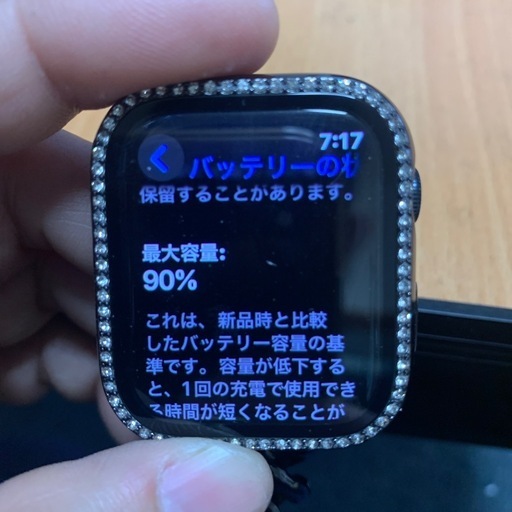 7:17
バッテリーの状
保留することがあります。
最大容量:
90%
これは、新品時と比較
したバッテリー容量の基
準です。容量が低下する
と、1回の充電で使用でき
る時間が短くなることが